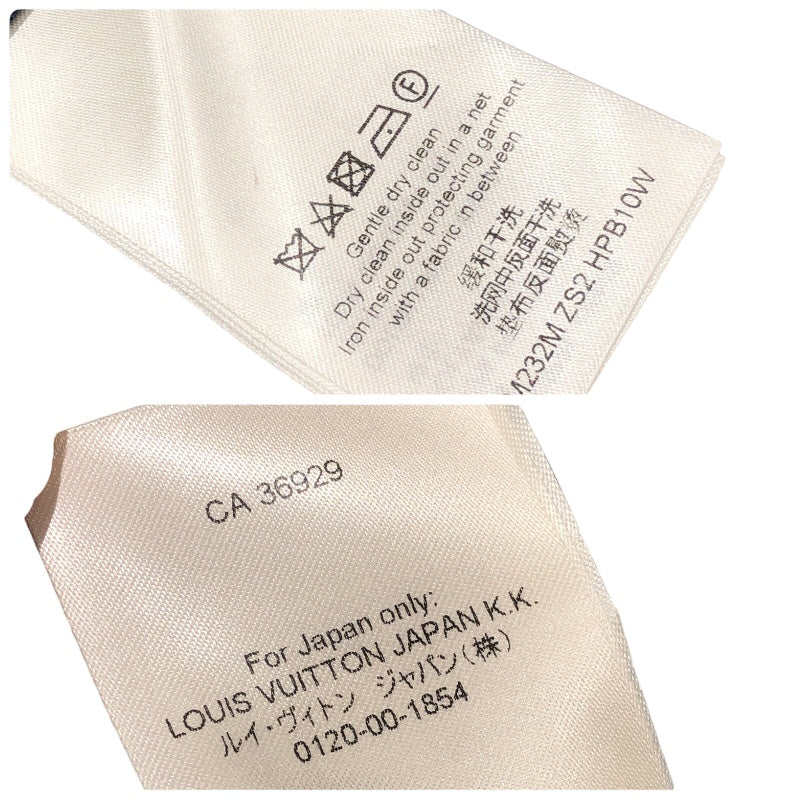 F
Gentle dry clean
Dry clean inside out in a net
Iron inside out protecting garment
with a fabric in between
缓和干洗
洗网中反面干洗
垫布反面熨烫
M232M ZS2 HPB10W
CA 36929
For Japan only:
LOUIS VUITTON JAPAN K.K.
ルイ・ヴィトン ジャパン(株)
0120-00-1854